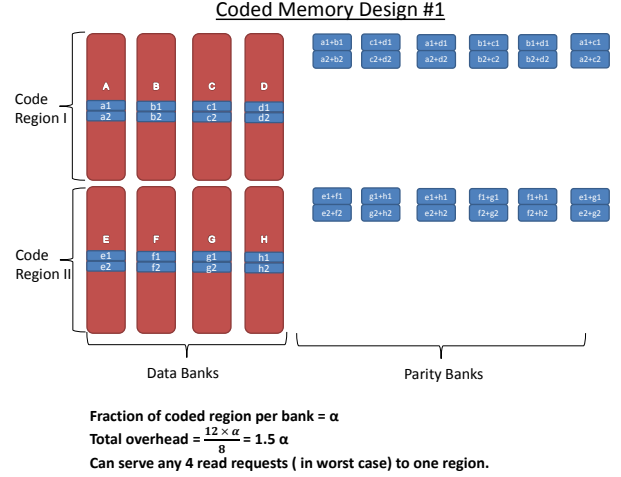 Coded Memory Design #1
a1+b1 c1+d1 a1+d1 b1+c1 b1+d1 a1+c1
a2+b2 c2+d2 a2+d2 b2+c2 b2+d2 a2+c2
A B C D
Code
Region I
a1 b1 c1 d1
a2 b2 c2 d2
e1+f1 g1+h1 e1+h1 f1+g1 f1+h1 e1+g1
e2+f2 g2+h2 e2+h2 f2+g2 f2+h2 e2+g2
E F G H
Code
Region II
e1 f1 g1 h1
e2 f2 g2 h2
Data Banks
Parity Banks
Fraction of coded region per bank = α
Total overhead = 12 × α / 8 = 1.5 α
Can serve any 4 read requests ( in worst case) to one region.